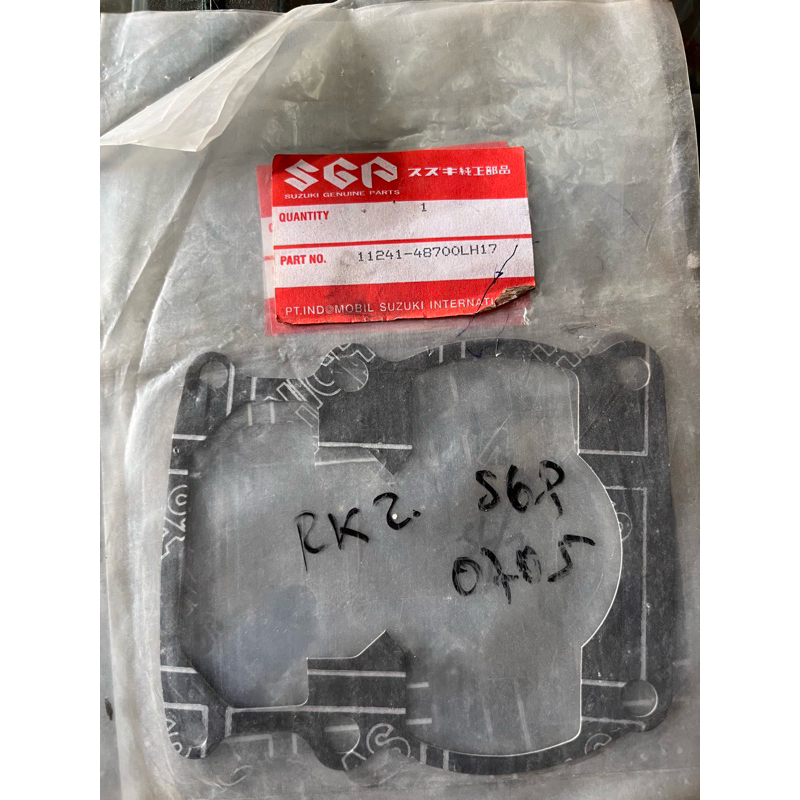 SGP スズキ純正部品
SUZUKI GENUINE PARTS
QUANTITY 1
PART NO. 11241-48700LH17
PT.INDOMOBIL SUZUKI INTERNATI
RKZ. SGP
0705